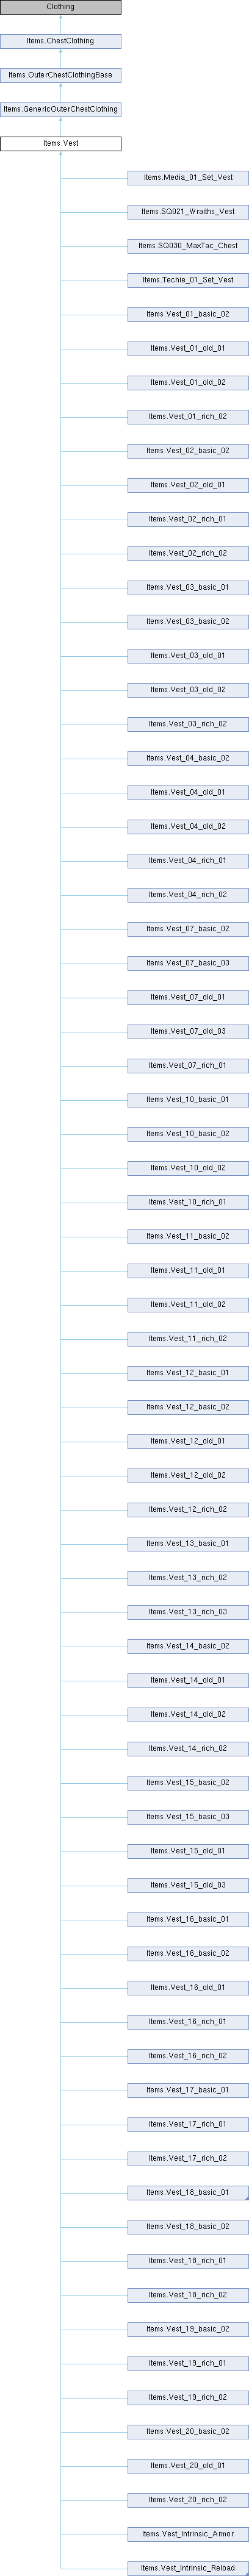 Clothing
Items.ChestClothing
Items.OuterChestClothingBase
Items.GenericOuterChestClothing
Items.Vest
Items.Media_01_Set_Vest
Items.SQ021_Wraiths_Vest
Items.SQ030_MaxTac_Chest
Items.Techie_01_Set_Vest
Items.Vest_01_basic_02
Items.Vest_01_old_01
Items.Vest_01_old_02
Items.Vest_01_rich_02
Items.Vest_02_basic_02
Items.Vest_02_old_01
Items.Vest_02_rich_01
Items.Vest_02_rich_02
Items.Vest_03_basic_01
Items.Vest_03_basic_02
Items.Vest_03_old_01
Items.Vest_03_old_02
Items.Vest_03_rich_02
Items.Vest_04_basic_02
Items.Vest_04_old_01
Items.Vest_04_old_02
Items.Vest_04_rich_01
Items.Vest_04_rich_02
Items.Vest_07_basic_02
Items.Vest_07_basic_03
Items.Vest_07_old_01
Items.Vest_07_old_03
Items.Vest_07_rich_01
Items.Vest_10_basic_01
Items.Vest_10_basic_02
Items.Vest_10_old_02
Items.Vest_10_rich_01
Items.Vest_11_basic_02
Items.Vest_11_old_01
Items.Vest_11_old_02
Items.Vest_11_rich_02
Items.Vest_12_basic_01
Items.Vest_12_basic_02
Items.Vest_12_old_01
Items.Vest_12_old_02
Items.Vest_12_rich_02
Items.Vest_13_basic_01
Items.Vest_13_rich_02
Items.Vest_13_rich_03
Items.Vest_14_basic_02
Items.Vest_14_old_01
Items.Vest_14_old_02
Items.Vest_14_rich_02
Items.Vest_15_basic_02
Items.Vest_15_basic_03
Items.Vest_15_old_01
Items.Vest_15_old_03
Items.Vest_16_basic_01
Items.Vest_16_basic_02
Items.Vest_16_old_01
Items.Vest_16_rich_01
Items.Vest_16_rich_02
Items.Vest_17_basic_01
Items.Vest_17_rich_01
Items.Vest_17_rich_02
Items.Vest_18_basic_01
Items.Vest_18_basic_02
Items.Vest_18_rich_01
Items.Vest_18_rich_02
Items.Vest_19_basic_02
Items.Vest_19_rich_01
Items.Vest_19_rich_02
Items.Vest_20_basic_02
Items.Vest_20_old_01
Items.Vest_20_rich_02
Items.Vest_Intrinsic_Armor
Items.Vest_Intrinsic_Reload